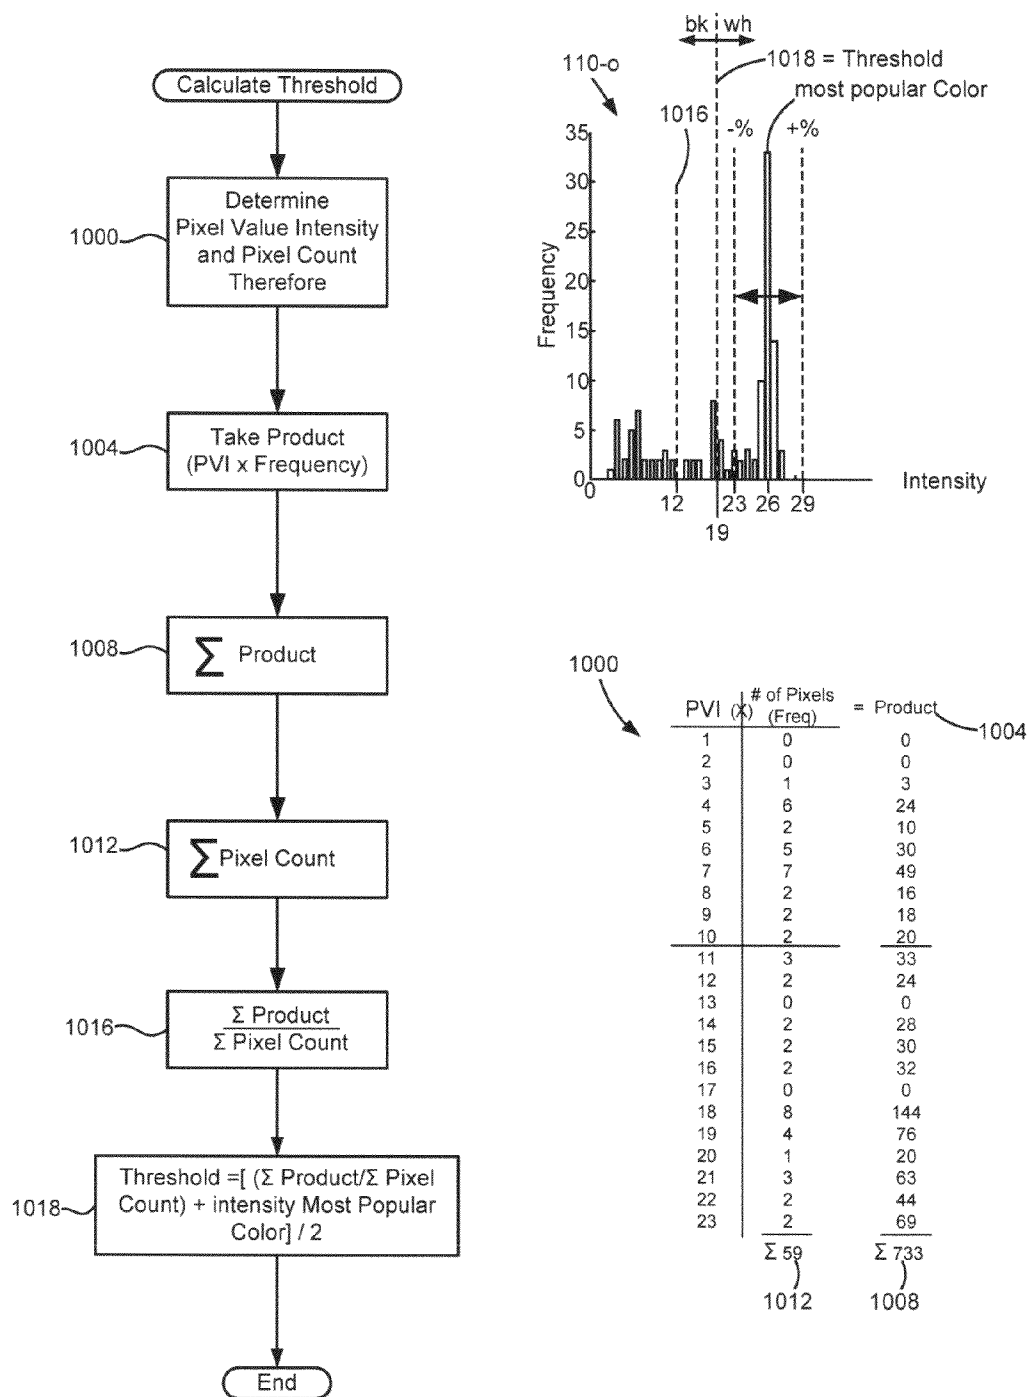 Calculate Threshold
1000
Determine
Pixel Value Intensity
and Pixel Count
Therefore
1004
Take Product
(PVI x Frequency)
1008
Σ Product
1012
Σ Pixel Count
1016
Σ Product
Σ Pixel Count
1018
Threshold =[ (Σ Product/Σ Pixel
Count) + intensity Most Popular
Color] / 2
End
bk wh
110-o
1018 = Threshold
most popular Color
1016
-% +%
Frequency
35
30
25
20
15
10
5
0
0 12 23 26 29
19
Intensity
1000
PVI (X) # of Pixels (Freq) = Product
1004
1 0 0
2 0 0
3 1 3
4 6 24
5 2 10
6 5 30
7 7 49
8 2 16
9 2 18
10 2 20
11 3 33
12 2 24
13 0 0
14 2 28
15 2 30
16 2 32
17 0 0
18 8 144
19 4 76
20 1 20
21 3 63
22 2 44
23 2 69
Σ 59 Σ 733
1012 1008